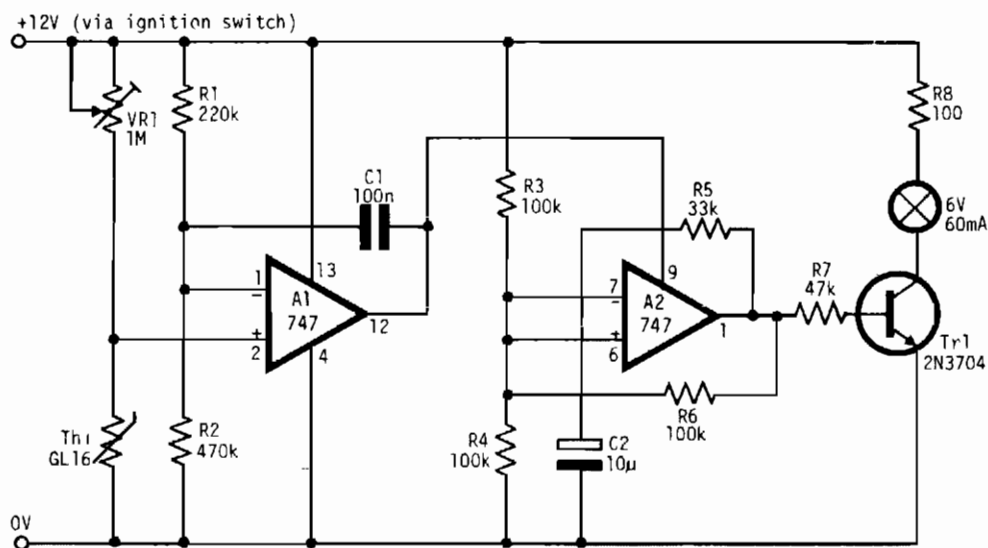 +12V (via ignition switch)
VR1
1M
R1
220k
C1
100n
R3
100k
R5
33k
R8
100
6V
60mA
1
−
A1
747
+
2
13
4
12
7
−
A2
747
+
6
9
1
R7
47k
Tr1
2N3704
Th1
GL16
R2
470k
R4
100k
R6
100k
C2
10μ
0V